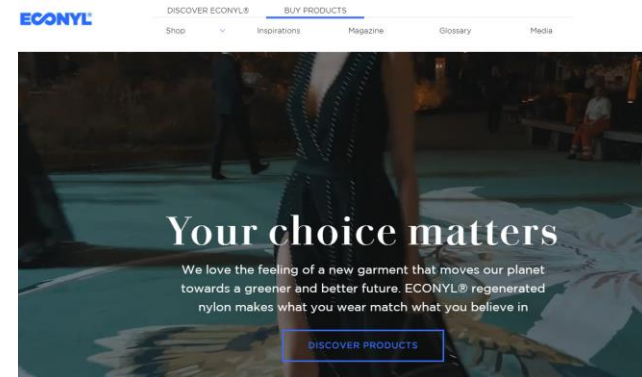 ECONYL®
DISCOVER ECONYL® BUY PRODUCTS
Shop Inspirations Magazine Glossary Media
Your choice matters
We love the feeling of a new garment that moves our planet
towards a greener and better future. ECONYL® regenerated
nylon makes what you wear match what you believe in
DISCOVER PRODUCTS